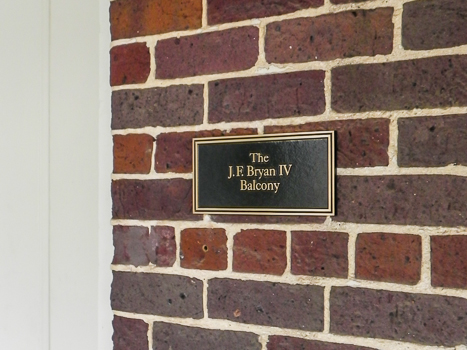 The
J.F. Bryan IV
Balcony